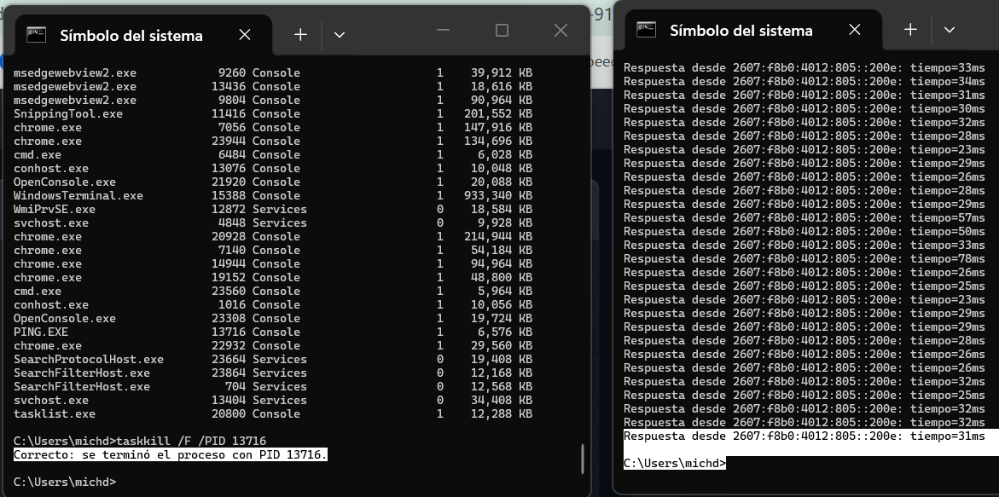 Símbolo del sistema
msedgewebview2.exe 9260 Console 1 39,912 KB
msedgewebview2.exe 13436 Console 1 18,616 KB
msedgewebview2.exe 9804 Console 1 90,964 KB
SnippingTool.exe 11416 Console 1 201,552 KB
chrome.exe 7056 Console 1 147,916 KB
chrome.exe 23944 Console 1 134,696 KB
cmd.exe 6484 Console 1 6,028 KB
conhost.exe 13076 Console 1 10,048 KB
OpenConsole.exe 21920 Console 1 20,088 KB
WindowsTerminal.exe 15388 Console 1 933,340 KB
WmiPrvSE.exe 12872 Services 0 18,584 KB
svchost.exe 4848 Services 0 9,928 KB
chrome.exe 20928 Console 1 214,944 KB
chrome.exe 7140 Console 1 54,184 KB
chrome.exe 14944 Console 1 94,964 KB
chrome.exe 19152 Console 1 48,800 KB
cmd.exe 23560 Console 1 5,964 KB
conhost.exe 1016 Console 1 10,056 KB
OpenConsole.exe 23308 Console 1 19,724 KB
PING.EXE 13716 Console 1 6,576 KB
chrome.exe 22932 Console 1 29,560 KB
SearchProtocolHost.exe 23664 Services 0 19,408 KB
SearchFilterHost.exe 23864 Services 0 12,168 KB
SearchFilterHost.exe 704 Services 0 12,568 KB
svchost.exe 13404 Services 0 34,408 KB
tasklist.exe 20800 Console 1 12,288 KB
C:\Users\michd>taskkill /F /PID 13716
Correcto: se terminó el proceso con PID 13716.
C:\Users\michd>
Símbolo del sistema
Respuesta desde 2607:f8b0:4012:805::200e: tiempo=33ms
Respuesta desde 2607:f8b0:4012:805::200e: tiempo=34ms
Respuesta desde 2607:f8b0:4012:805::200e: tiempo=31ms
Respuesta desde 2607:f8b0:4012:805::200e: tiempo=30ms
Respuesta desde 2607:f8b0:4012:805::200e: tiempo=32ms
Respuesta desde 2607:f8b0:4012:805::200e: tiempo=28ms
Respuesta desde 2607:f8b0:4012:805::200e: tiempo=23ms
Respuesta desde 2607:f8b0:4012:805::200e: tiempo=29ms
Respuesta desde 2607:f8b0:4012:805::200e: tiempo=26ms
Respuesta desde 2607:f8b0:4012:805::200e: tiempo=28ms
Respuesta desde 2607:f8b0:4012:805::200e: tiempo=29ms
Respuesta desde 2607:f8b0:4012:805::200e: tiempo=57ms
Respuesta desde 2607:f8b0:4012:805::200e: tiempo=50ms
Respuesta desde 2607:f8b0:4012:805::200e: tiempo=33ms
Respuesta desde 2607:f8b0:4012:805::200e: tiempo=78ms
Respuesta desde 2607:f8b0:4012:805::200e: tiempo=26ms
Respuesta desde 2607:f8b0:4012:805::200e: tiempo=25ms
Respuesta desde 2607:f8b0:4012:805::200e: tiempo=23ms
Respuesta desde 2607:f8b0:4012:805::200e: tiempo=29ms
Respuesta desde 2607:f8b0:4012:805::200e: tiempo=29ms
Respuesta desde 2607:f8b0:4012:805::200e: tiempo=28ms
Respuesta desde 2607:f8b0:4012:805::200e: tiempo=26ms
Respuesta desde 2607:f8b0:4012:805::200e: tiempo=32ms
Respuesta desde 2607:f8b0:4012:805::200e: tiempo=25ms
Respuesta desde 2607:f8b0:4012:805::200e: tiempo=32ms
Respuesta desde 2607:f8b0:4012:805::200e: tiempo=32ms
Respuesta desde 2607:f8b0:4012:805::200e: tiempo=31ms
C:\Users\michd>